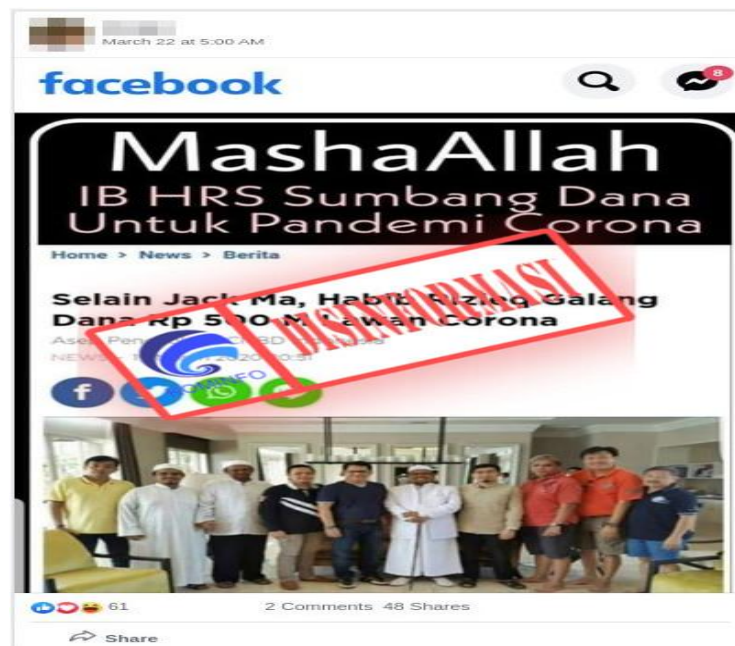 March 22 at 5:00 AM
facebook
8
MashaAllah
IB HRS Sumbang Dana
Untuk Pandemi Corona
Home > News > Berita
Selain Jack Ma, Habib Rizieq Galang
Dana Rp 500 M Lawan Corona
DISINFORMASI
KOMINFO
61
2 Comments 48 Shares
Share